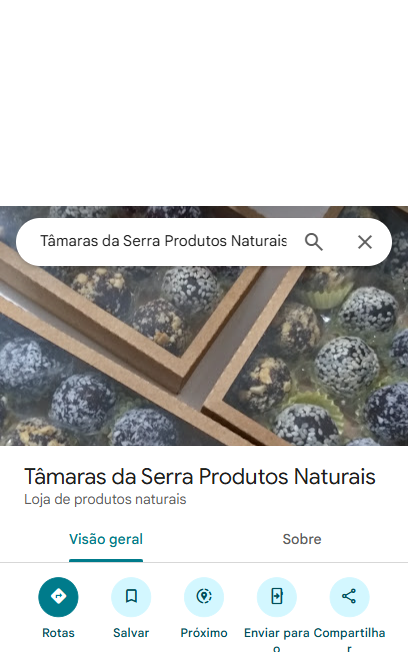 Tâmaras da Serra Produtos Naturais
Tâmaras da Serra Produtos Naturais
Loja de produtos naturais
Visão geral
Sobre
Rotas
Salvar
Próximo
Enviar para
o
Compartilha
r